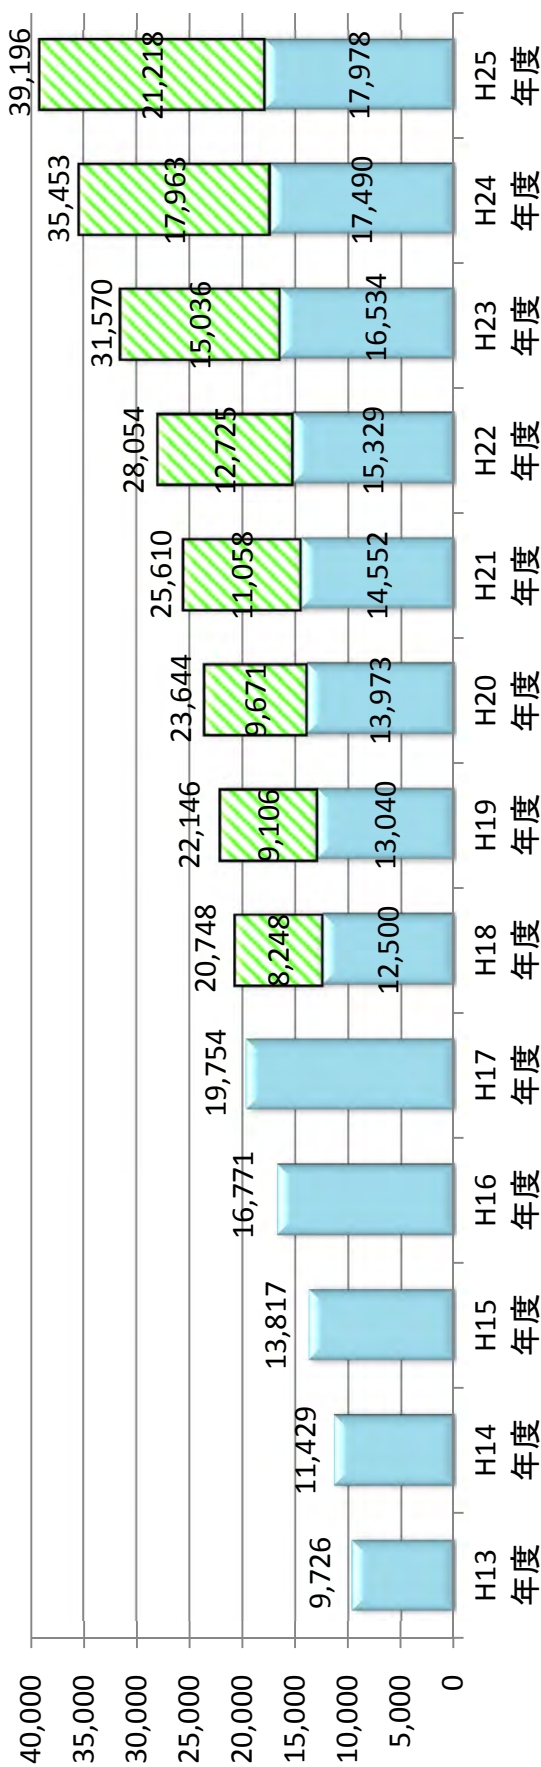 40,000
35,000
30,000
25,000
20,000
15,000
10,000
5,000
0
9,726
11,429
13,817
16,771
19,754
20,748
8,248
12,500
22,146
9,106
13,040
23,644
9,671
13,973
25,610
11,058
14,552
28,054
12,725
15,329
31,570
15,036
16,534
35,453
17,963
17,490
39,196
21,218
17,978
H13
年度
H14
年度
H15
年度
H16
年度
H17
年度
H18
年度
H19
年度
H20
年度
H21
年度
H22
年度
H23
年度
H24
年度
H25
年度